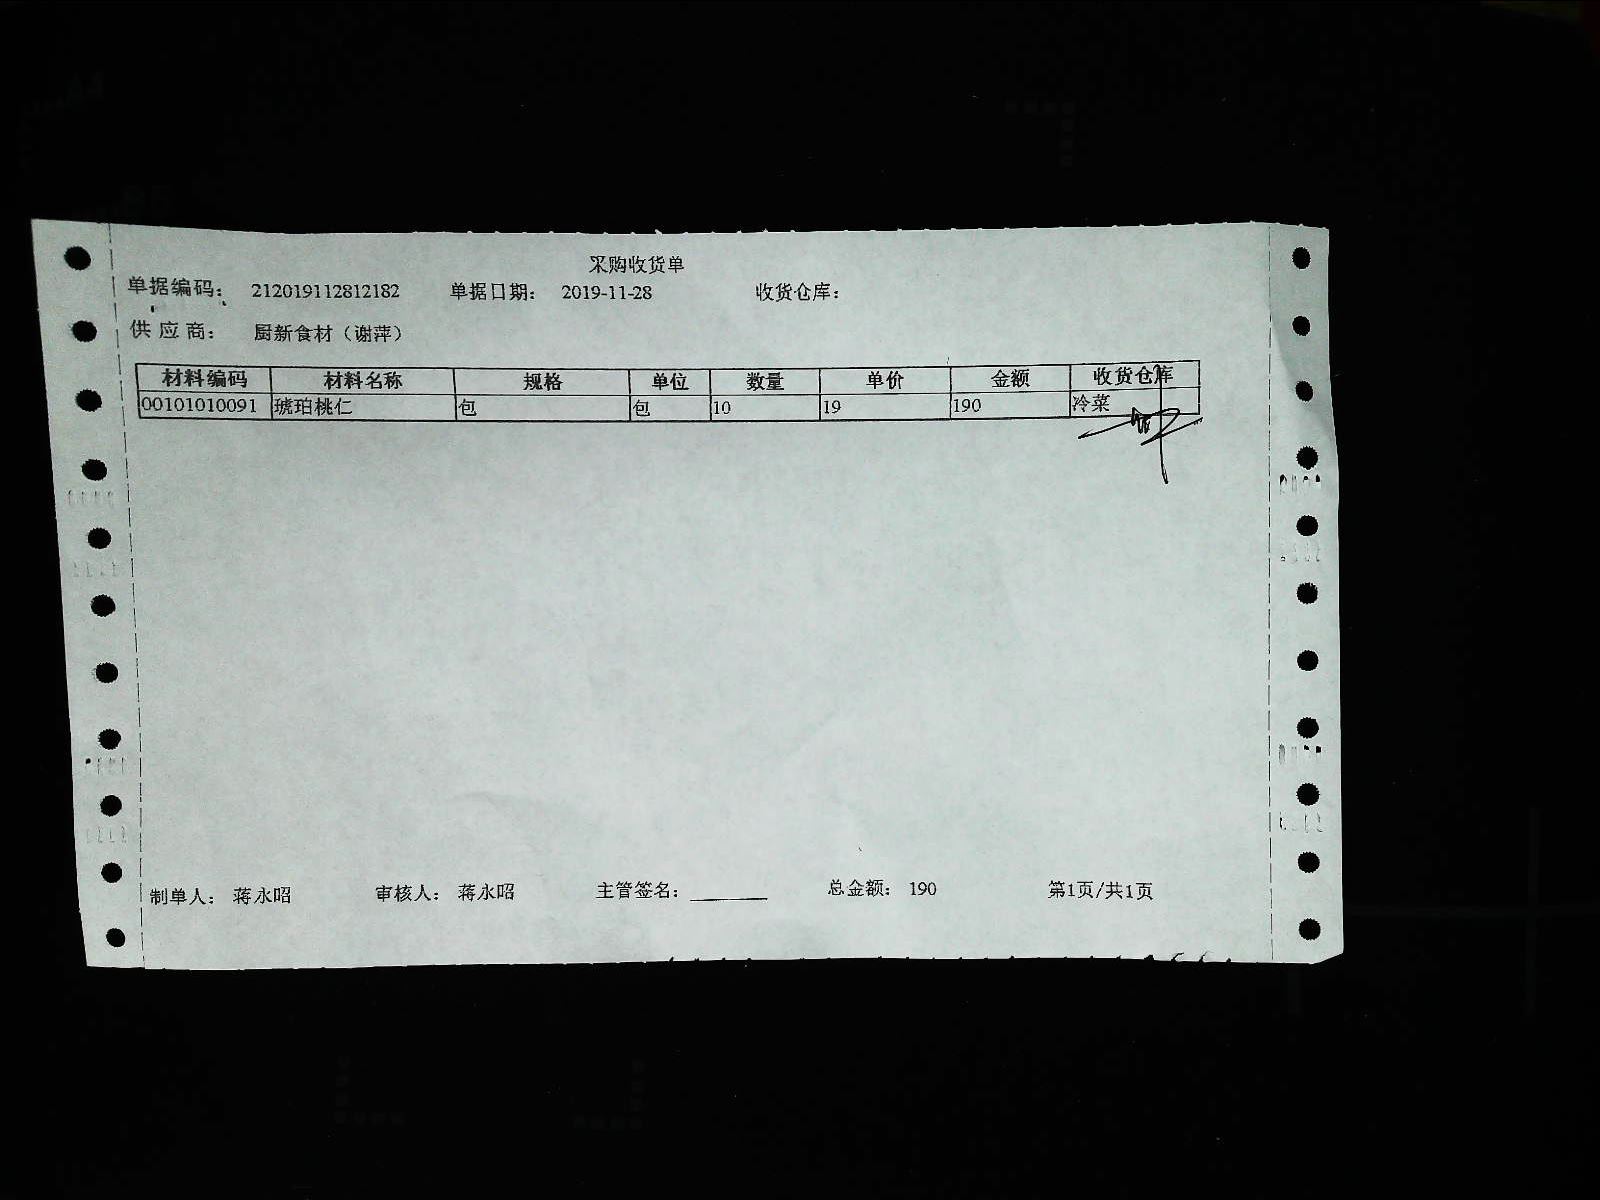 采购收货单
单据编码: 212019112812182 单据日期: 2019-11-28 收货仓库:
供应商: 厨新食材（谢萍）
材料编码 材料名称 规格 单位 数量 单价 金额 收货仓库
00101010091 琥珀桃仁 包 包 10 19 190 冷菜
制单人: 蒋永昭 审核人: 蒋永昭 主管签名: 总金额: 190 第1页/共1页